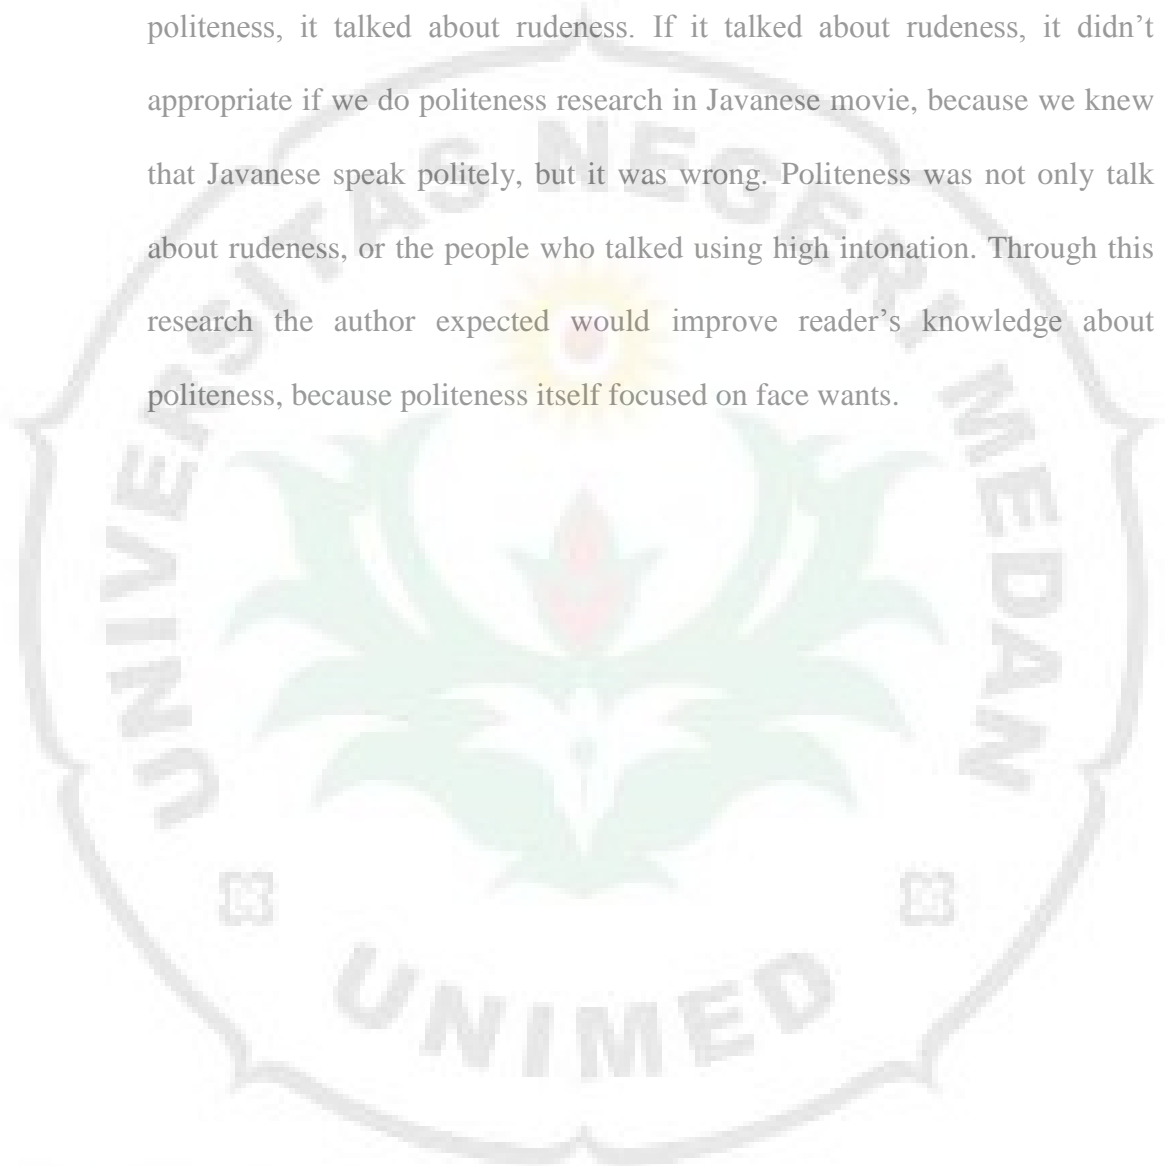 politeness, it talked about rudeness. If it talked about rudeness, it didn’t
appropriate if we do politeness research in Javanese movie, because we knew
that Javanese speak politely, but it was wrong. Politeness was not only talk
about rudeness, or the people who talked using high intonation. Through this
research the author expected would improve reader’s knowledge about
politeness, because politeness itself focused on face wants.
UNIVERSITAS NEGERI MEDAN
UNIMED